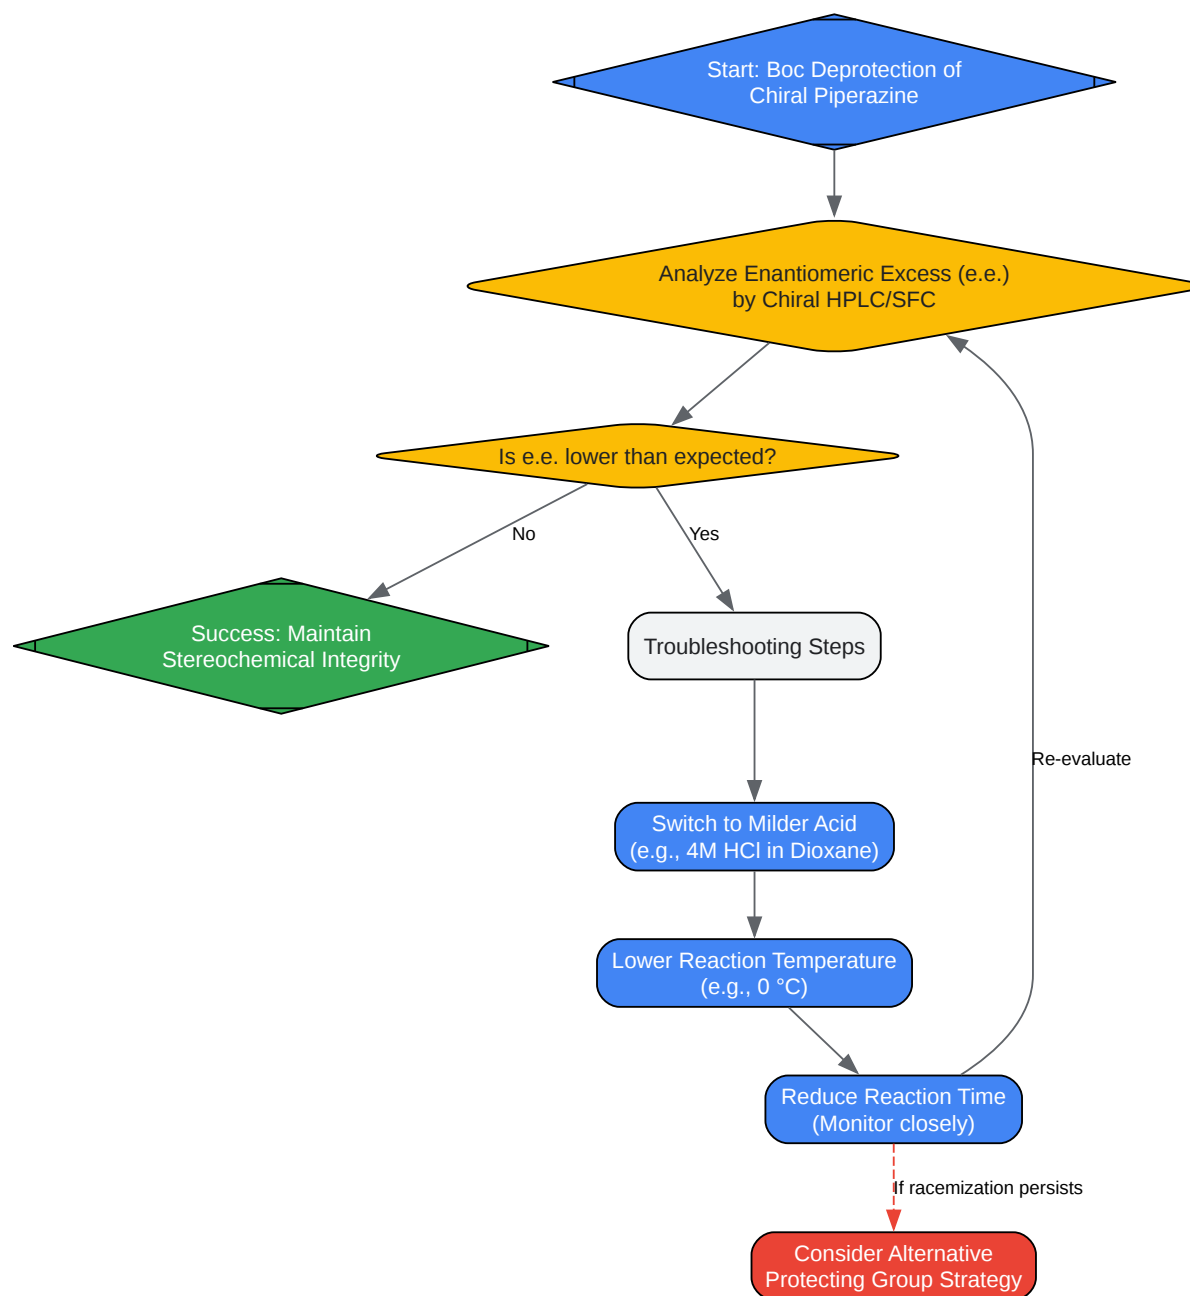 Start: Boc Deprotection of
Chiral Piperazine
Analyze Enantiomeric Excess (e.e.)
by Chiral HPLC/SFC
Is e.e. lower than expected?
No
Yes
Success: Maintain
Stereochemical Integrity
Troubleshooting Steps
Re-evaluate
Switch to Milder Acid
(e.g., 4M HCl in Dioxane)
Lower Reaction Temperature
(e.g., 0 °C)
Reduce Reaction Time
(Monitor closely)
If racemization persists
Consider Alternative
Protecting Group Strategy